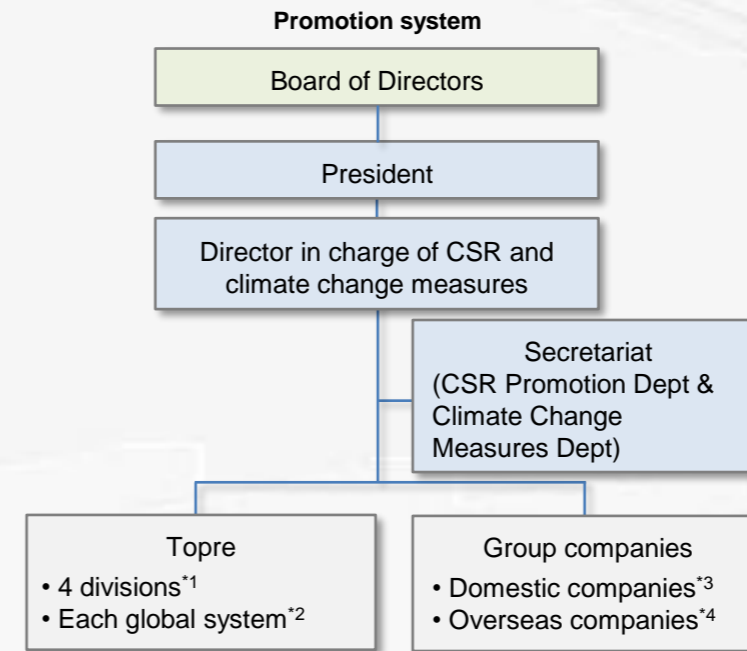 Promotion system
Board of Directors
President
Director in charge of CSR and
climate change measures
Secretariat
(CSR Promotion Dept &
Climate Change
Measures Dept)
Topre
• 4 divisions*1
• Each global system*2
Group companies
• Domestic companies*3
• Overseas companies*4